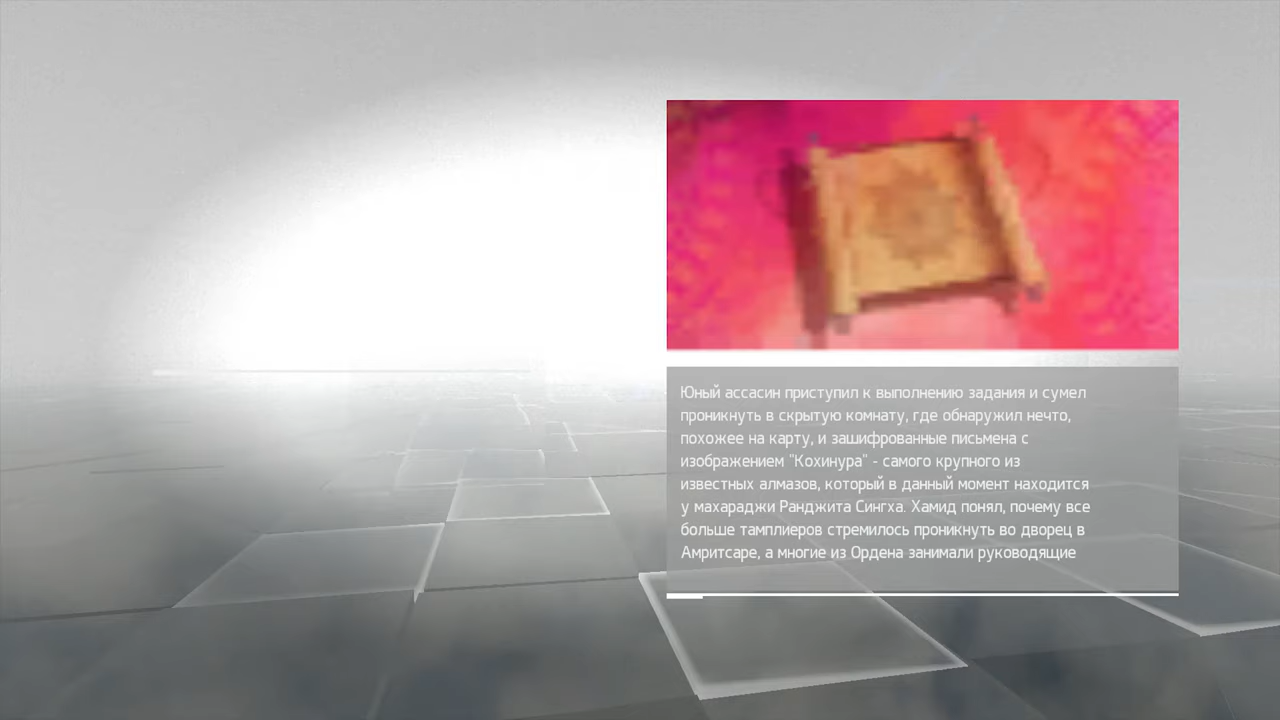 Юный ассасин приступил к выполнению задания и сумел
проникнуть в скрытую комнату, где обнаружил нечто,
похожее на карту, и зашифрованные письмена с
изображением "Кохинура" - самого крупного из
известных алмазов, который в данный момент находится
у махараджи Ранджита Сингха. Хамид понял, почему все
больше тамплиеров стремилось проникнуть во дворец в
Амритсаре, а многие из Ордена занимали руководящие